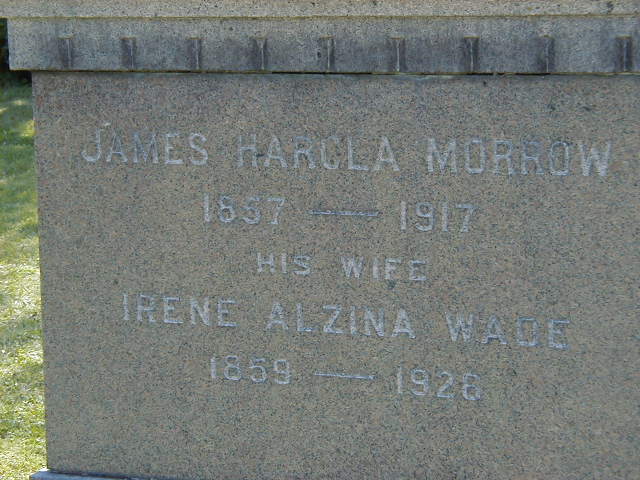 JAMES HARCLA MORROW
1857 — 1917
HIS WIFE
IRENE ALZINA WADE
1859 — 1926